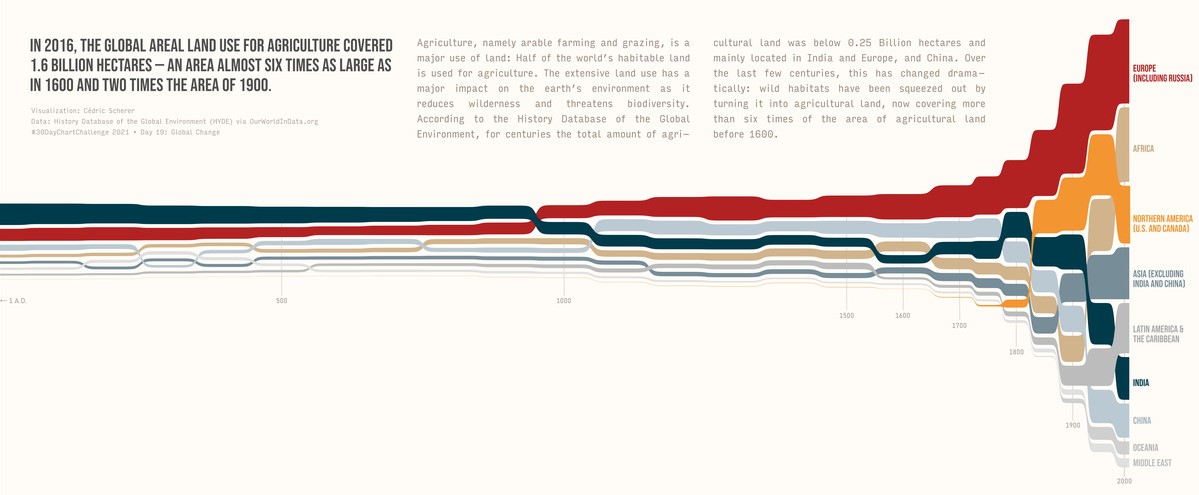 IN 2016, THE GLOBAL AREAL LAND USE FOR AGRICULTURE COVERED
1.6 BILLION HECTARES – AN AREA ALMOST SIX TIMES AS LARGE AS
IN 1600 AND TWO TIMES THE AREA OF 1900.
Visualization: Cédric Scherer
Data: History Database of the Global Environment (HYDE) via OurWorldInData.org
#30DayChartChallenge 2021 • Day 19: Global Change
Agriculture, namely arable farming and grazing, is a
major use of land: Half of the world's habitable land
is used for agriculture. The extensive land use has a
major impact on the earth's environment as it
reduces wilderness and threatens biodiversity.
According to the History Database of the Global
Environment, for centuries the total amount of agri–
cultural land was below 0.25 Billion hectares and
mainly located in India and Europe, and China. Over
the last few centuries, this has changed drama–
tically: wild habitats have been squeezed out by
turning it into agricultural land, now covering more
than six times of the area of agricultural land
before 1600.
EUROPE
(INCLUDING RUSSIA)
AFRICA
NORTHERN AMERICA
(U.S. AND CANADA)
ASIA (EXCLUDING
INDIA AND CHINA)
LATIN AMERICA &
THE CARIBBEAN
INDIA
CHINA
OCEANIA
MIDDLE EAST
← 1 A.D.
500
1000
1500
1600
1700
1800
1900
2000